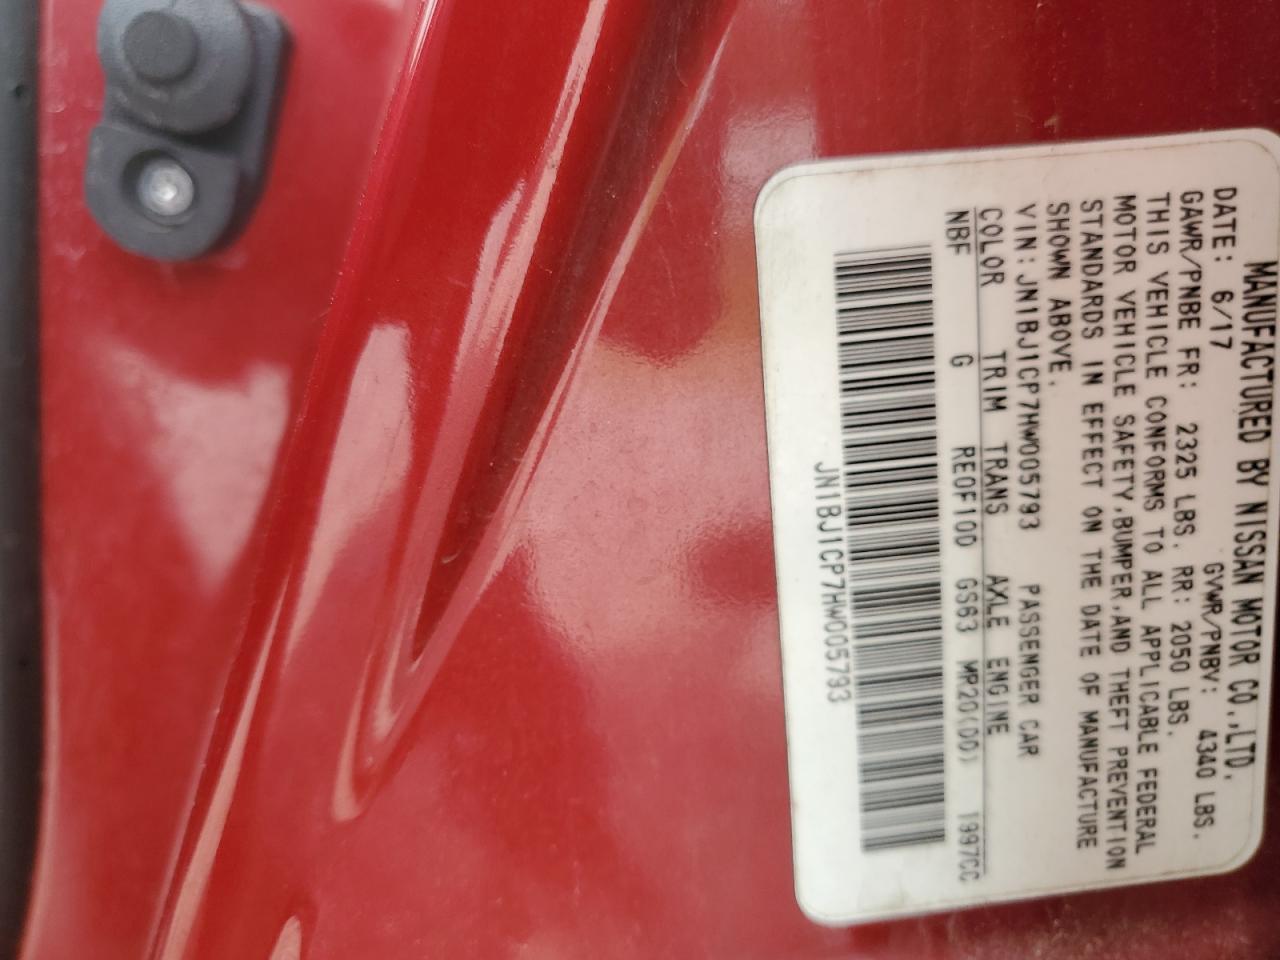 MANUFACTURED BY NISSAN MOTOR CO.,LTD.
DATE: 6/17 GVWR/PNBV: 4340 LBS.
GAWR/PNBE FR: 2325 LBS. RR: 2050 LBS.
THIS VEHICLE CONFORMS TO ALL APPLICABLE FEDERAL
MOTOR VEHICLE SAFETY,BUMPER,AND THEFT PREVENTION
STANDARDS IN EFFECT ON THE DATE OF MANUFACTURE
SHOWN ABOVE.
VIN:JN1BJ1CP7HW005793 PASSENGER CAR
COLOR TRIM TRANS AXLE ENGINE
NBF G RE0F10D GS63 MR20(DD) 1997CC
JN1BJ1CP7HW005793